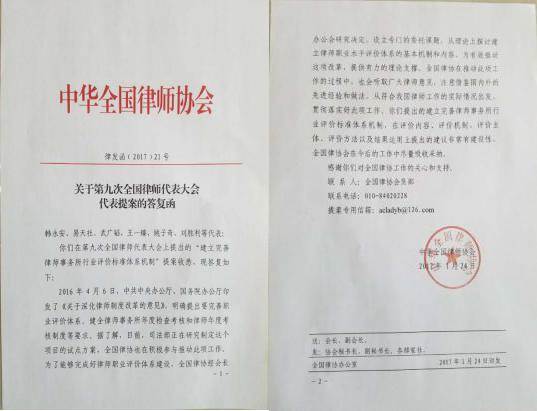 中华全国律师协会
律发函（2017）21号
关于第九次全国律师代表大会
代表提案的答复函
韩永安、易天社、武广韬、王一臻、姚子奇、刘胜利等代表：
你们在第九次全国律师代表大会上提出的“建立完善
律师事务所行业评价标准体系机制”提案收悉，现答复如
下：
2016年4月6日，中共中央办公厅、国务院办公厅印
发了《关于深化律师制度改革的意见》，明确提出要完善职
业评价体系，健全律师事务所年度检查考核和律师年度考
核制度等要求。据了解，目前，司法部正在研究制定这个
项目的试点方案，全国律协也在积极参与推动此项工作。
为了能够完成好律师职业评价体系建设，全国律协经会长
- 1 -
办公会研究决定，设立专门的委托课题，从理论上探讨建
立律师职业水平评价体系的基本机制和内容，为有效推动
这项改革，提供有力的理论支撑。全国律协在推动此项工
作的过程中，也会听取广大律师意见，注意借鉴国内外的
先进经验和做法，从符合我国律师工作的实际情况出发，
贯彻落实好此项工作。你们提出的建立完善律师事务所行
业评价标准体系机制，在评价内容、评价机制、评价主
体、评价方法以及结果运用上提出的建议非常有建设性，
全国律协会在今后的工作中尽量吸收采纳。
感谢你们对全国律协工作的关心和支持。
联 系 人：全国律协会员部
联系电话：010-84020328
提案专用信箱：acladyb@126.com
中华全国律师协会
2017年1月24日
送：会长、副会长。
发：协会秘书长、副秘书长，各部室社。
全国律协办公室 2017年1月24日印发
- 2 -